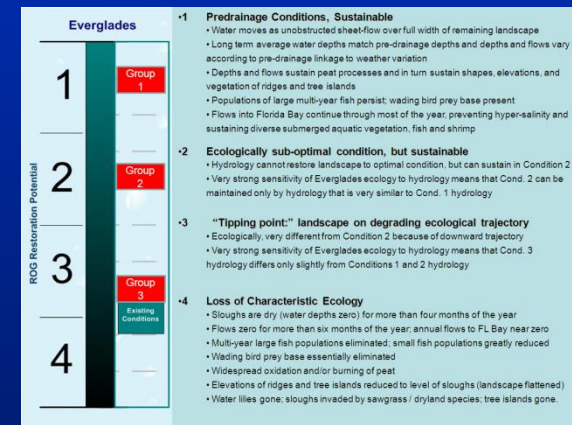 Everglades
ROG Restoration Potential
1
2
3
4
Group
1
Group
2
Group
3
Existing
Conditions
•1 Predrainage Conditions, Sustainable
• Water moves as unobstructed sheet-flow over full width of remaining landscape
• Long term average water depths match pre-drainage depths and depths and flows vary
according to pre-drainage linkage to weather variation
• Depths and flows sustain peat processes and in turn sustain shapes, elevations, and
vegetation of ridges and tree islands
• Populations of large multi-year fish persist; wading bird prey base present
• Flows into Florida Bay continue through most of the year, preventing hyper-salinity and
sustaining diverse submerged aquatic vegetation, fish and shrimp
•2 Ecologically sub-optimal condition, but sustainable
• Hydrology cannot restore landscape to optimal condition, but can sustain in Condition 2
• Very strong sensitivity of Everglades ecology to hydrology means that Cond. 2 can be
maintained only by hydrology that is very similar to Cond. 1 hydrology
•3 “Tipping point:” landscape on degrading ecological trajectory
• Ecologically, very different from Condition 2 because of downward trajectory
• Very strong sensitivity of Everglades ecology to hydrology means that Cond. 3
hydrology differs only slightly from Conditions 1 and 2 hydrology
•4 Loss of Characteristic Ecology
• Sloughs are dry (water depths zero) for more than four months of the year
• Flows zero for more than six months of the year; annual flows to FL Bay near zero
• Multi-year large fish populations eliminated; small fish populations greatly reduced
• Wading bird prey base essentially eliminated
• Widespread oxidation and/or burning of peat
• Elevations of ridges and tree islands reduced to level of sloughs (landscape flattened)
• Water lilies gone; sloughs invaded by sawgrass / dryland species; tree islands gone.